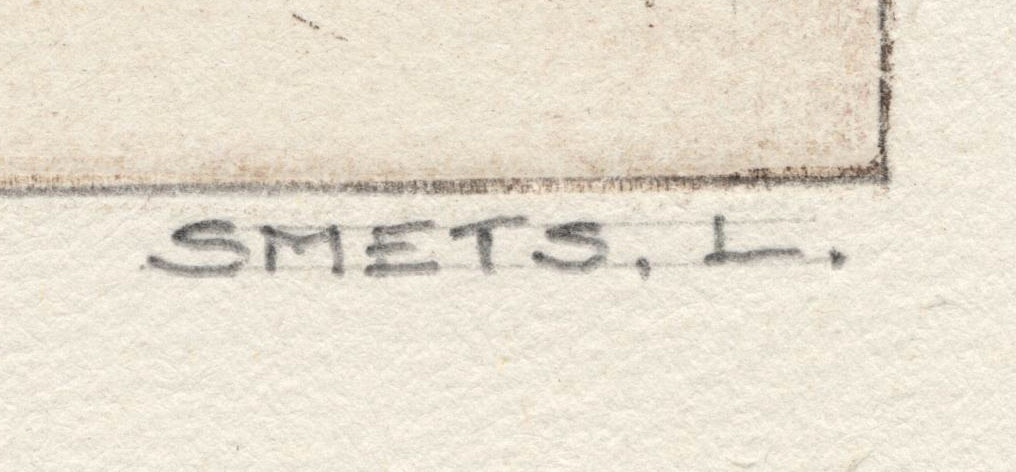 SMETS, L.